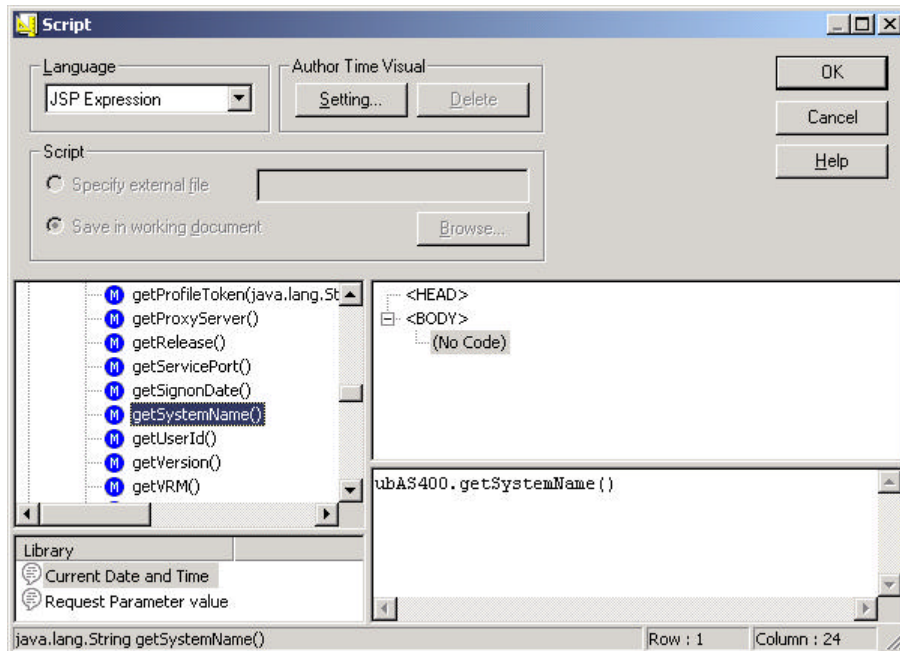 Script
Language
Author Time Visual
OK
JSP Expression
Setting...
Delete
Cancel
Script
Help
Specify external file
Save in working document
Browse...
getProfileToken(java.lang.St
getProxyServer()
getRelease()
getServicePort()
getSignonDate()
getSystemName()
getUserId()
getVersion()
getVRM()
<HEAD>
<BODY>
(No Code)
ubAS400.getSystemName()
Library
Current Date and Time
Request Parameter value
java.lang.String getSystemName()
Row : 1
Column : 24